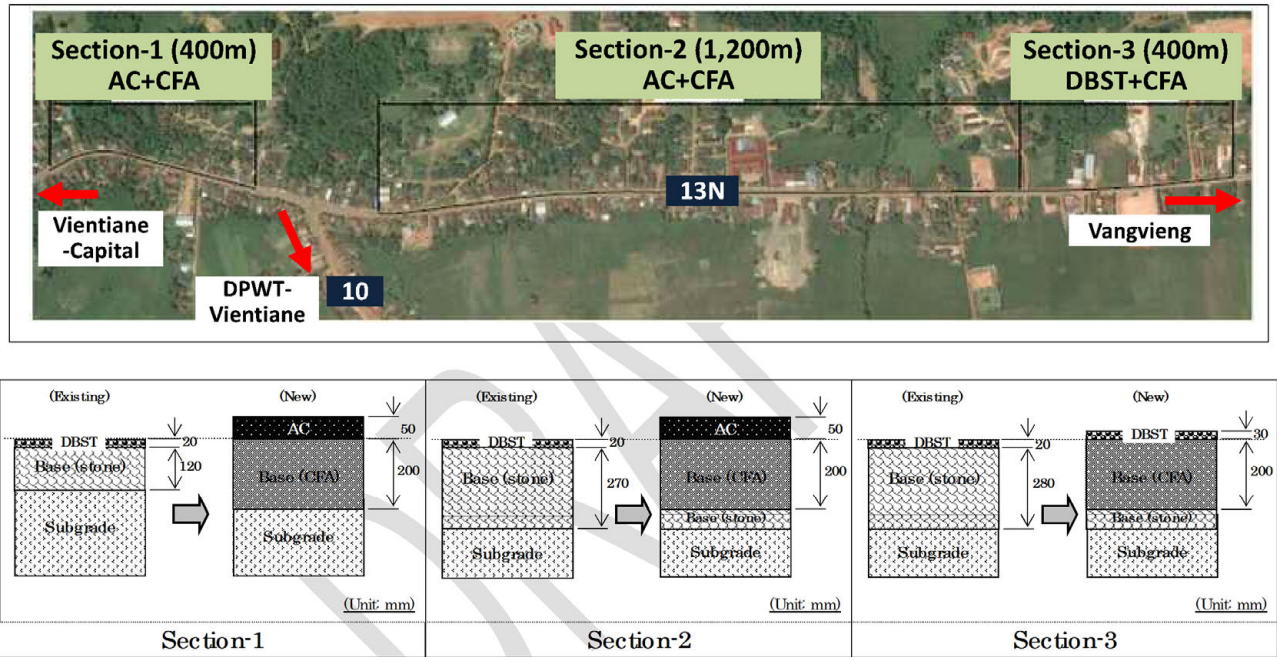 Section-1 (400m)
AC+CFA
Section-2 (1,200m)
AC+CFA
Section-3 (400m)
DBST+CFA
13N
Vientiane
-Capital
Vangvieng
DPWT-
Vientiane
10
DRAF
(Existing)
(New)
DBST
20
Base (stone)
120
Subgrade
AC
50
Base (CFA)
200
Subgrade
(Unit: mm)
Section-1
(Existing)
(New)
DBST
20
Base (stone)
270
Subgrade
AC
50
Base (CFA)
200
Base (stone)
Subgrade
(Unit: mm)
Section-2
(Existing)
(New)
DBST
20
Base (stone)
280
Subgrade
DBST
30
Base (CFA)
200
Base (stone)
Subgrade
(Unit: mm)
Section-3